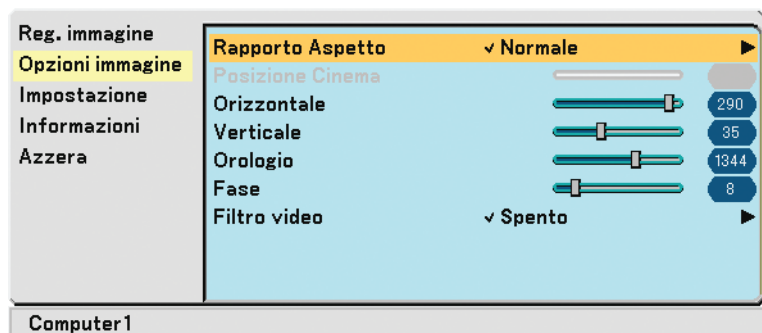 Reg. immagine
Opzioni immagine
Impostazione
Informazioni
Azzera
Rapporto Aspetto ✓ Normale
Posizione Cinema
Orizzontale 290
Verticale 35
Orologio 1344
Fase 8
Filtro video ✓ Spento
Computer1